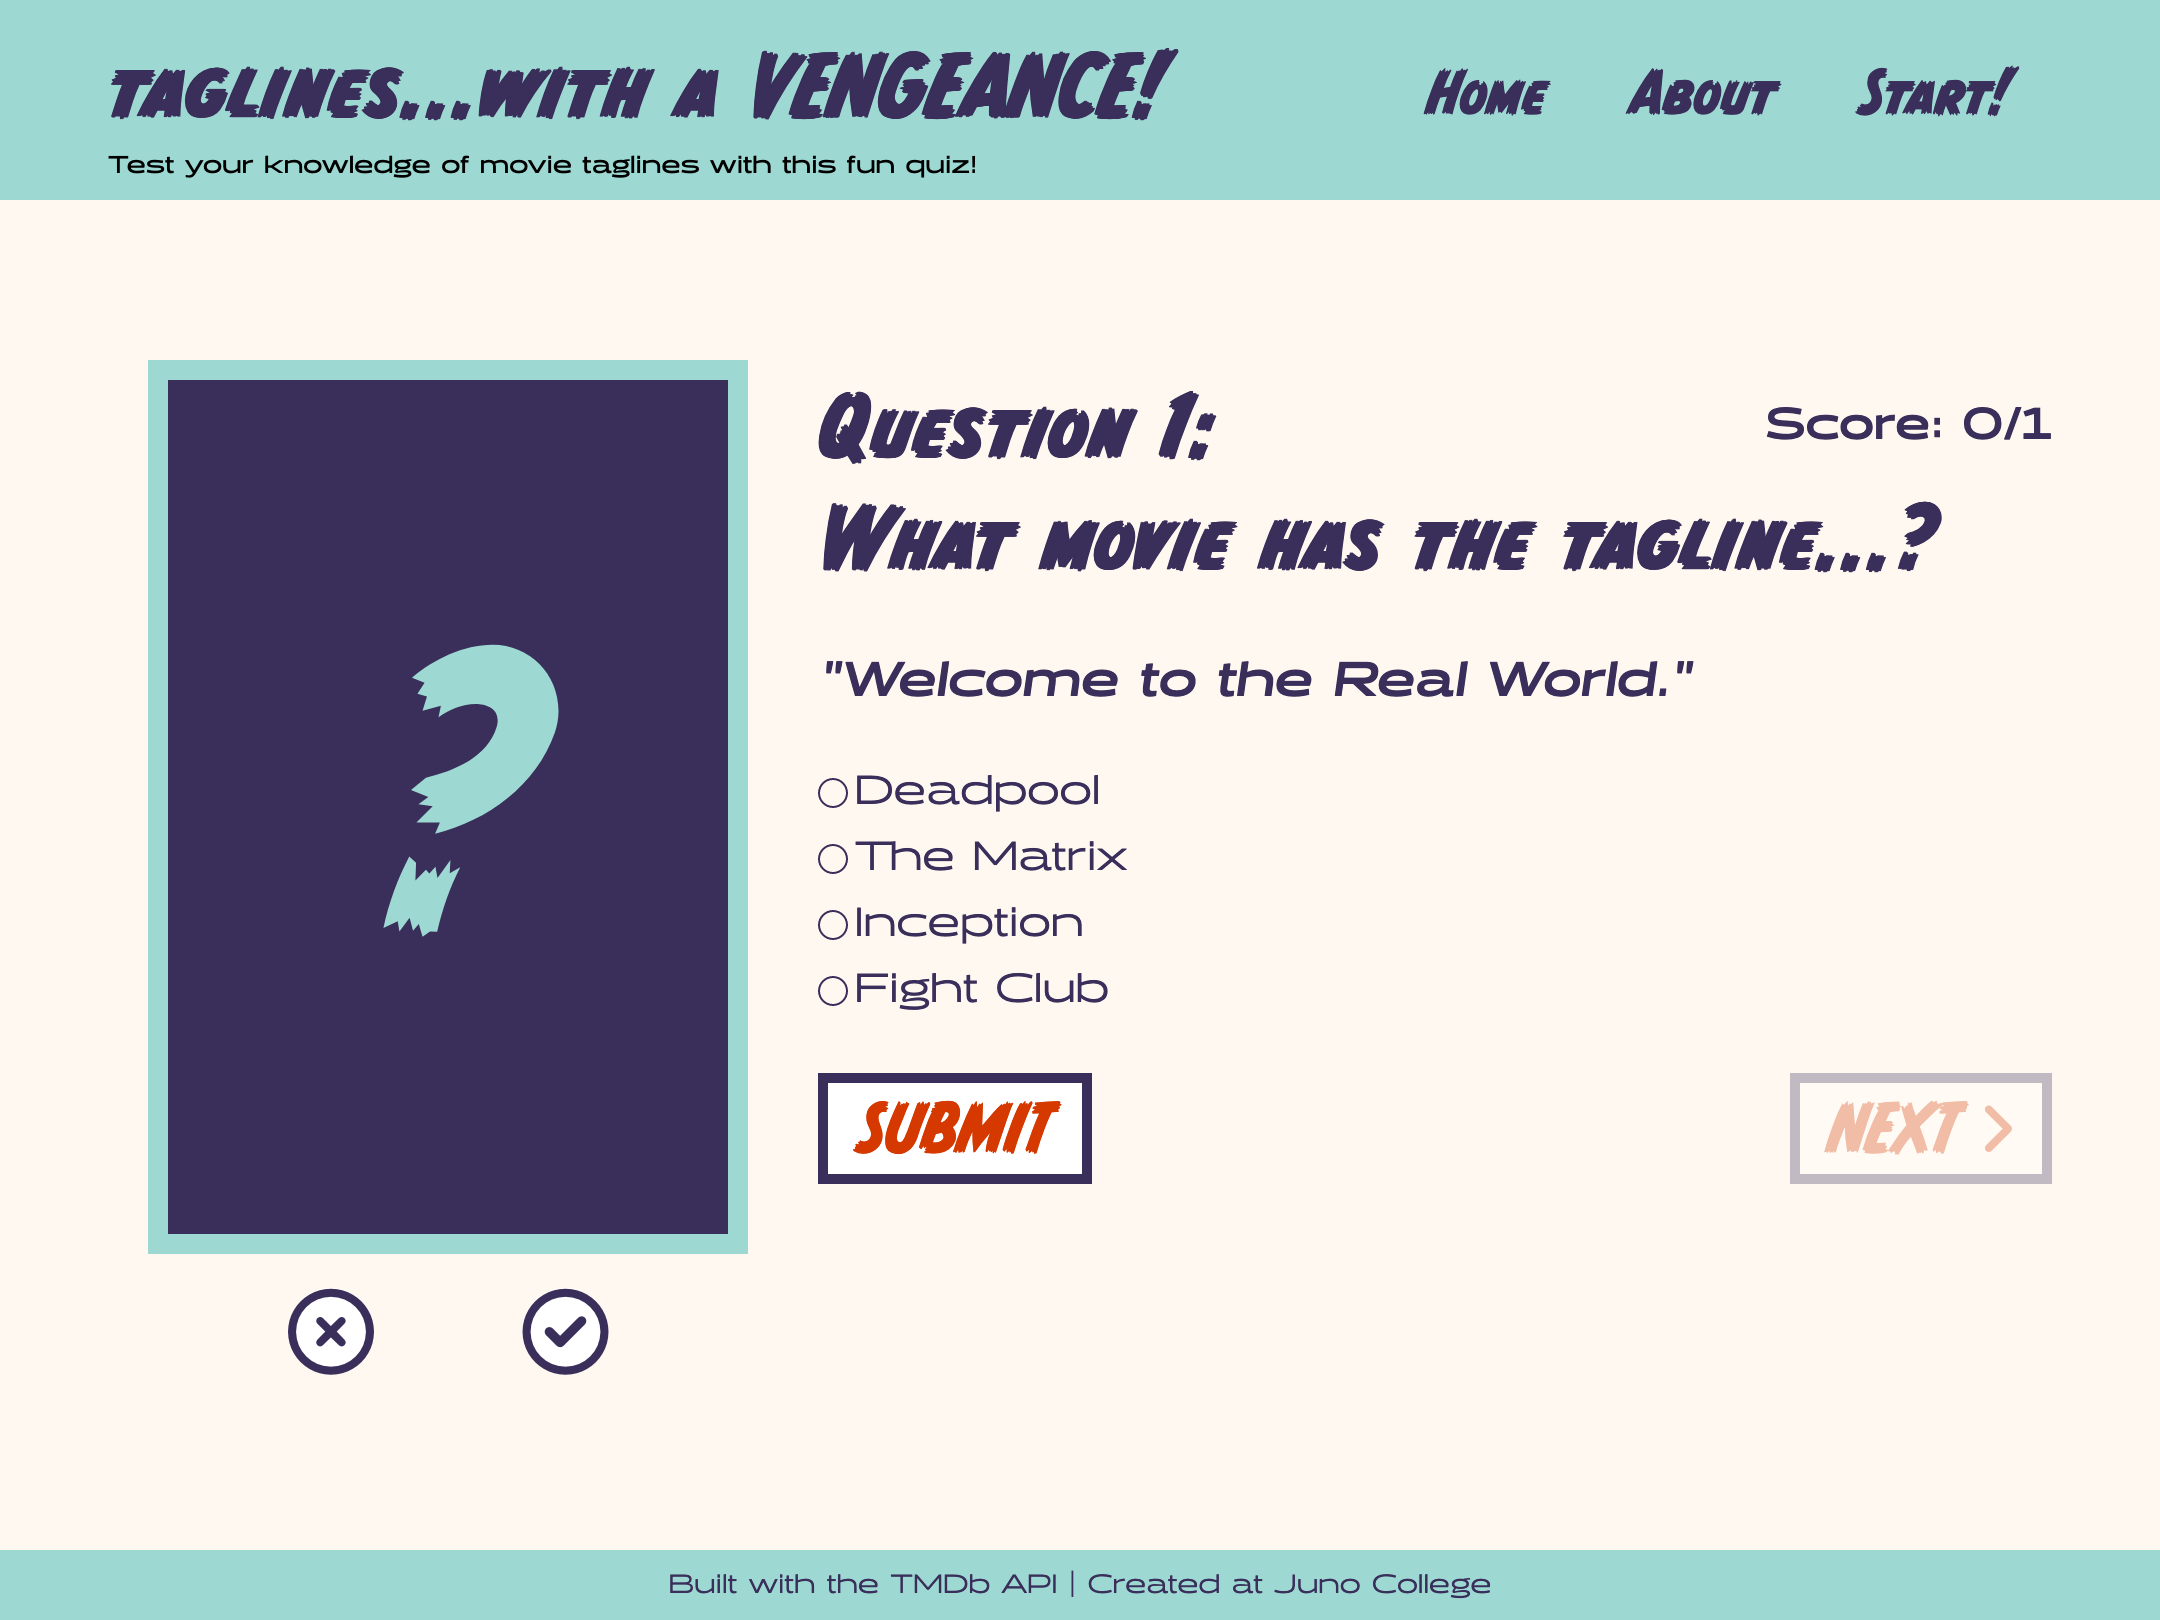 TAGLINES...WITH A VENGEANCE!
Home About Start!
Test your knowledge of movie taglines with this fun quiz!
?
Question 1:
Score: 0/1
What movie has the tagline...?
"Welcome to the Real World."
Deadpool
The Matrix
Inception
Fight Club
SUBMIT
NEXT >
Built with the TMDb API | Created at Juno College